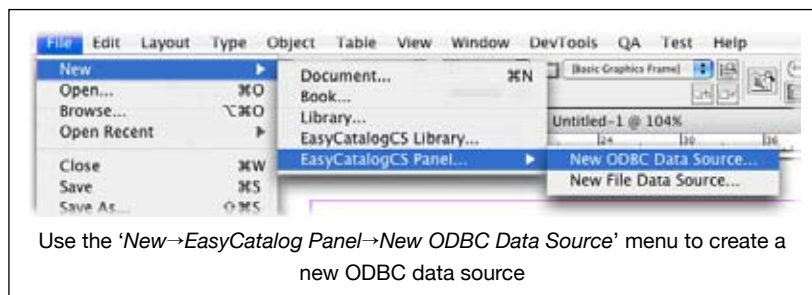 File Edit Layout Type Object Table View Window DevTools QA Test Help
New
Open... ⌘O
Browse... ⌥⌘O
Open Recent
Close ⌘W
Save ⌘S
Save As... ⇧⌘S
Document... ⌘N
Book...
Library...
EasyCatalogCS Library...
EasyCatalogCS Panel...
[Basic Graphics Frame]
Untitled-1 @ 104%
24 30 36
New ODBC Data Source...
New File Data Source...
Use the ‘New→EasyCatalog Panel→New ODBC Data Source’ menu to create a
new ODBC data source